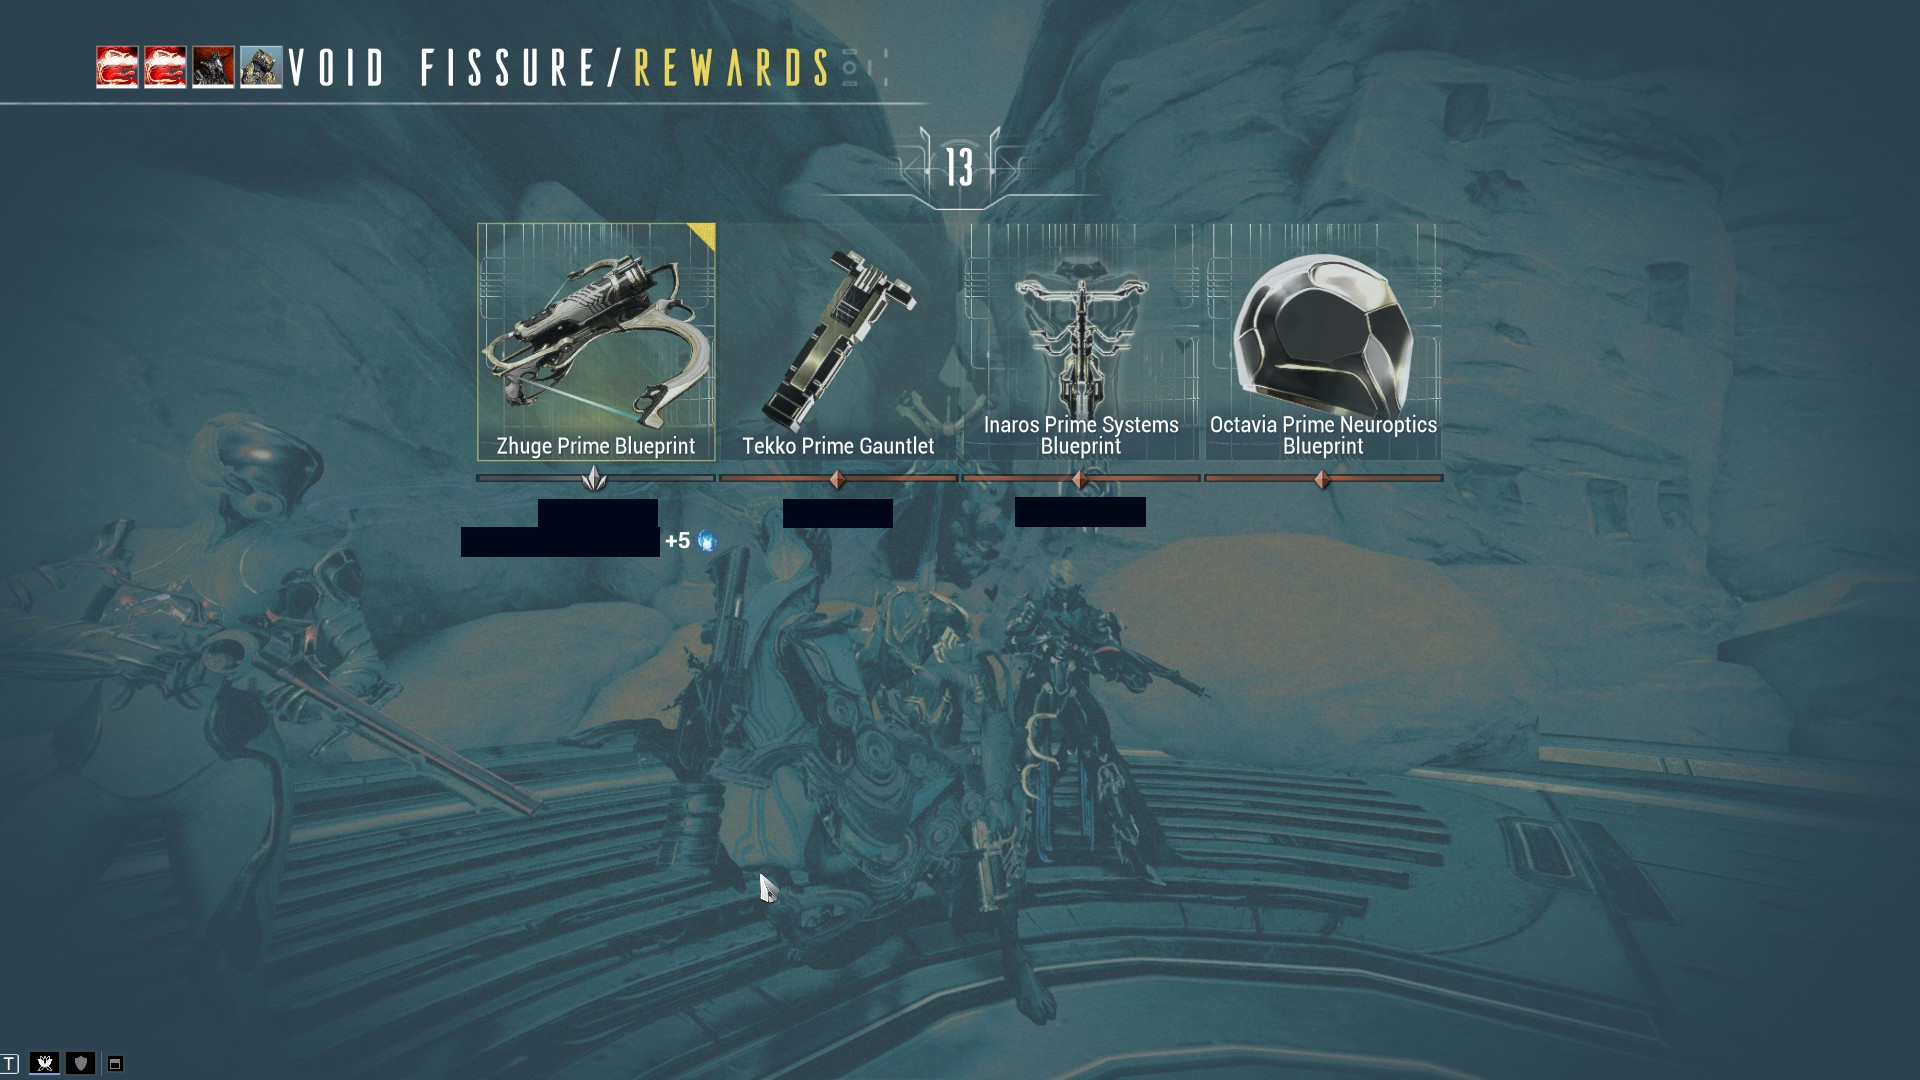 VOID FISSURE/REWARDS
13
Zhuge Prime Blueprint
Tekko Prime Gauntlet
Inaros Prime Systems
Blueprint
Octavia Prime Neuroptics
Blueprint
+5
T